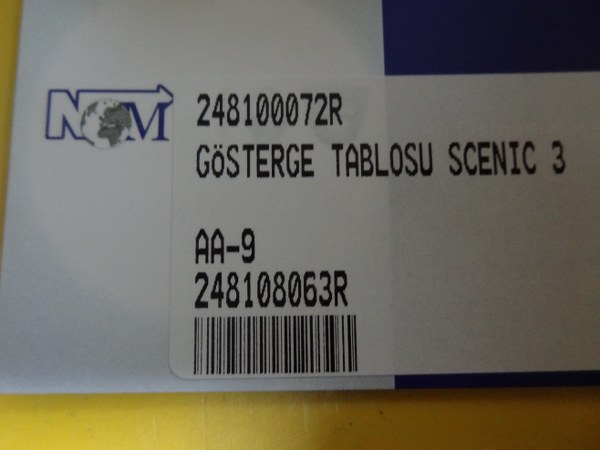 NOM
248100072R
GöSTERGE TABLOSU SCENIC 3
AA-9
248108063R